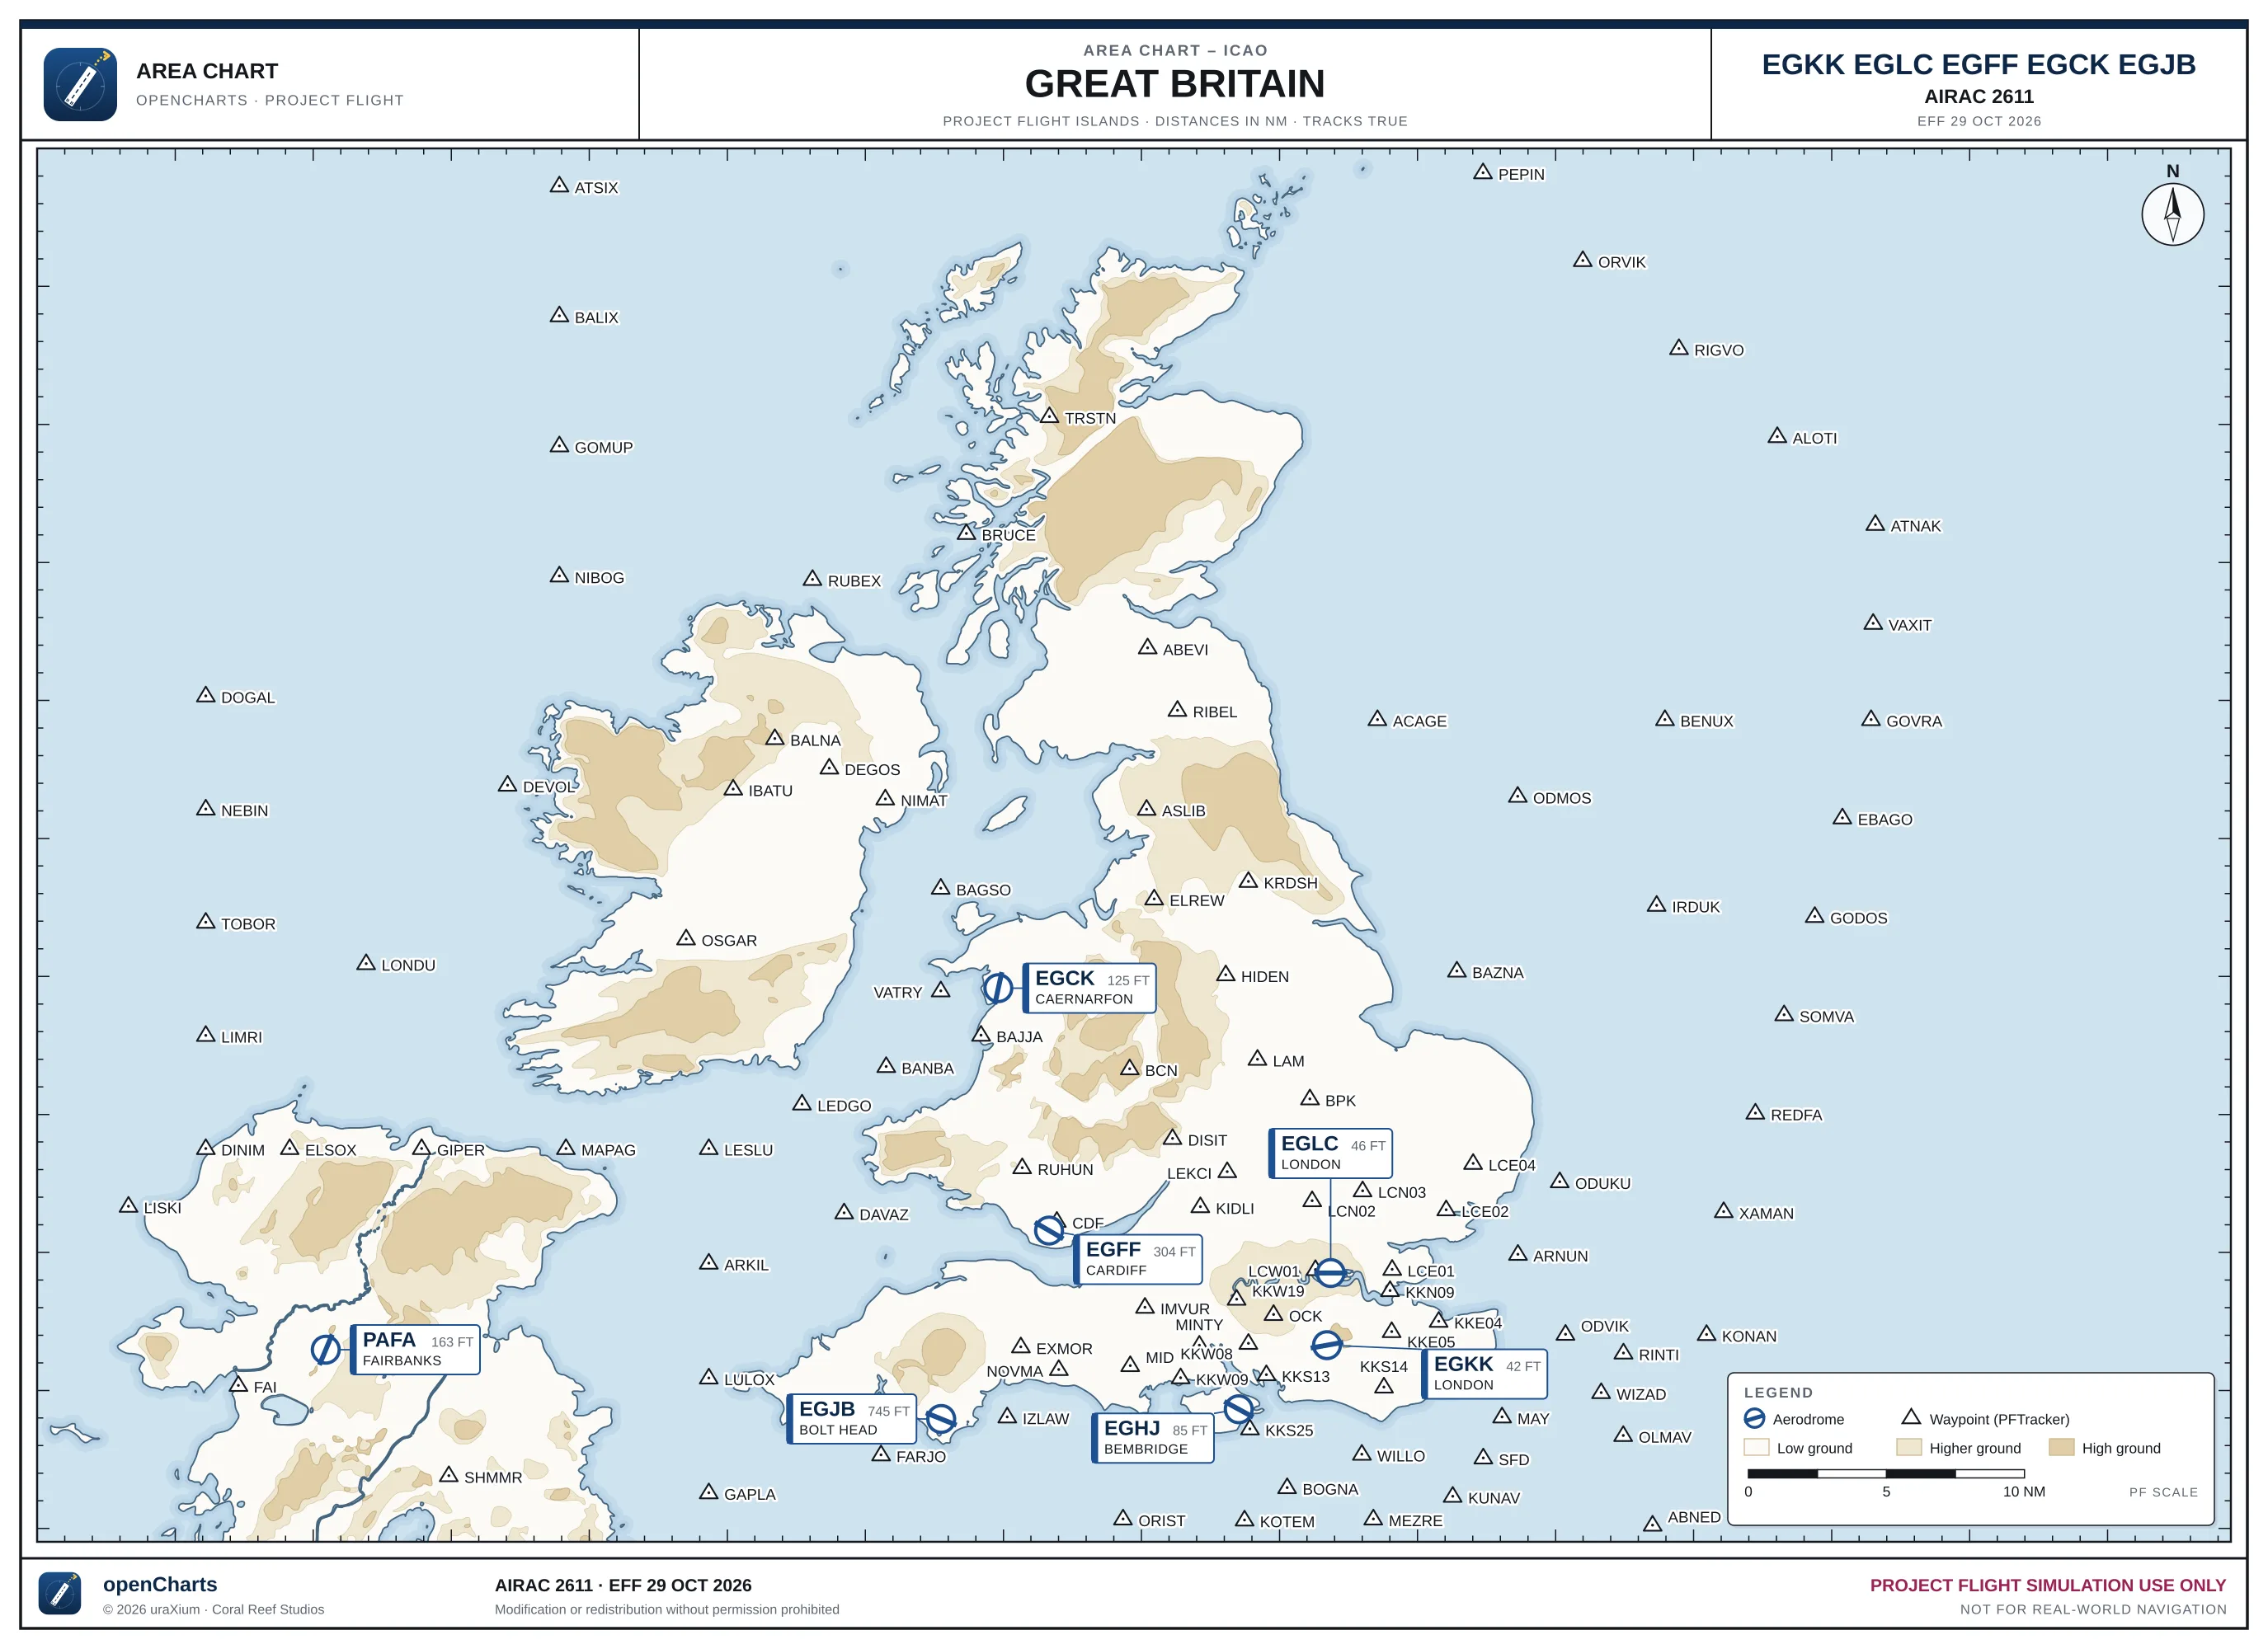 AREA CHART
OPENCHARTS · PROJECT FLIGHT
AREA CHART – ICAO
GREAT BRITAIN
PROJECT FLIGHT ISLANDS · DISTANCES IN NM · TRACKS TRUE
EGKK EGLC EGFF EGCK EGJB
AIRAC 2611
EFF 29 OCT 2026
N
PEPIN
ATSIX
ORVIK
BALIX
RIGVO
TRSTN
ALOTI
GOMUP
ATNAK
BRUCE
NIBOG
RUBEX
VAXIT
ABEVI
DOGAL
RIBEL
ACAGE
BENUX
GOVRA
BALNA
DEGOS
DEVOL
IBATU
NIMAT
ODMOS
NEBIN
ASLIB
EBAGO
KRDSH
BAGSO
ELREW
IRDUK
GODOS
TOBOR
OSGAR
LONDU
BAZNA
HIDEN
EGCK 125 FT
CAERNARFON
VATRY
SOMVA
LIMRI
BAJJA
LAM
BANBA
BCN
BPK
LEDGO
REDFA
DINIM
ELSOX
GIPER
MAPAG
LESLU
DISIT
EGLC 46 FT
LONDON
RUHUN
LEKCI
LCE04
ODUKU
LCN03
LISKI
KIDLI
LCN02
LCE02
DAVAZ
XAMAN
CDF
EGFF 304 FT
CARDIFF
ARNUN
ARKIL
LCW01
LCE01
KKW19
KKN09
IMVUR
OCK
MINTY
KKE04
ODVIK
KONAN
PAFA 163 FT
FAIRBANKS
EXMOR
KKE05
KKW08
MID
RINTI
NOVMA
KKS14
EGKK 42 FT
LONDON
LULOX
KKW09
KKS13
FAI
WIZAD
EGJB 745 FT
BOLT HEAD
IZLAW
EGHJ 85 FT
BEMBRIDGE
KKS25
MAY
OLMAV
FARJO
WILLO
SFD
SHMMR
BOGNA
GAPLA
KUNAV
ORIST
KOTEM
MEZRE
ABNED
LEGEND
Aerodrome
Waypoint (PFTracker)
Low ground
Higher ground
High ground
0 5 10 NM
PF SCALE
openCharts
© 2026 uraXium · Coral Reef Studios
AIRAC 2611 · EFF 29 OCT 2026
Modification or redistribution without permission prohibited
PROJECT FLIGHT SIMULATION USE ONLY
NOT FOR REAL-WORLD NAVIGATION